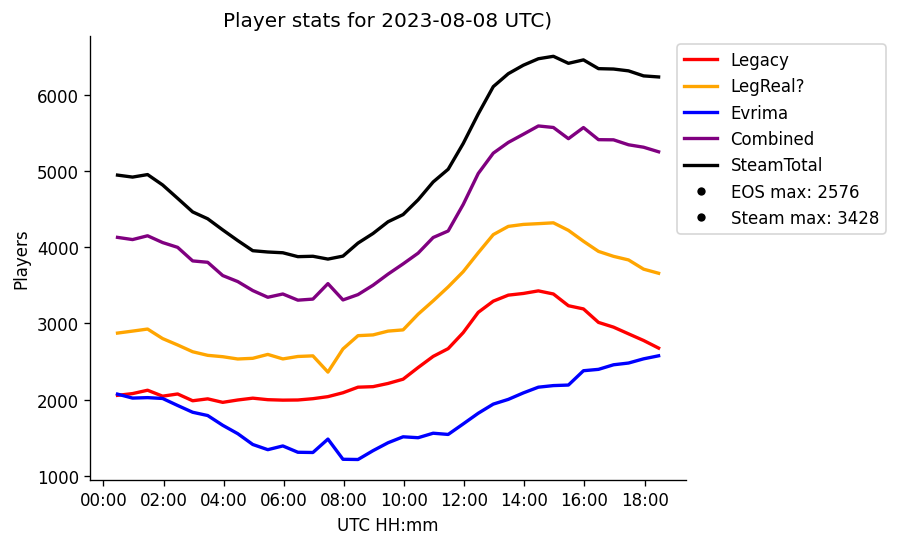 Player stats for 2023-08-08 UTC)
Legacy
LegReal?
Evrima
Combined
SteamTotal
EOS max: 2576
Steam max: 3428
Players
6000
5000
4000
3000
2000
1000
00:00 02:00 04:00 06:00 08:00 10:00 12:00 14:00 16:00 18:00
UTC HH:mm